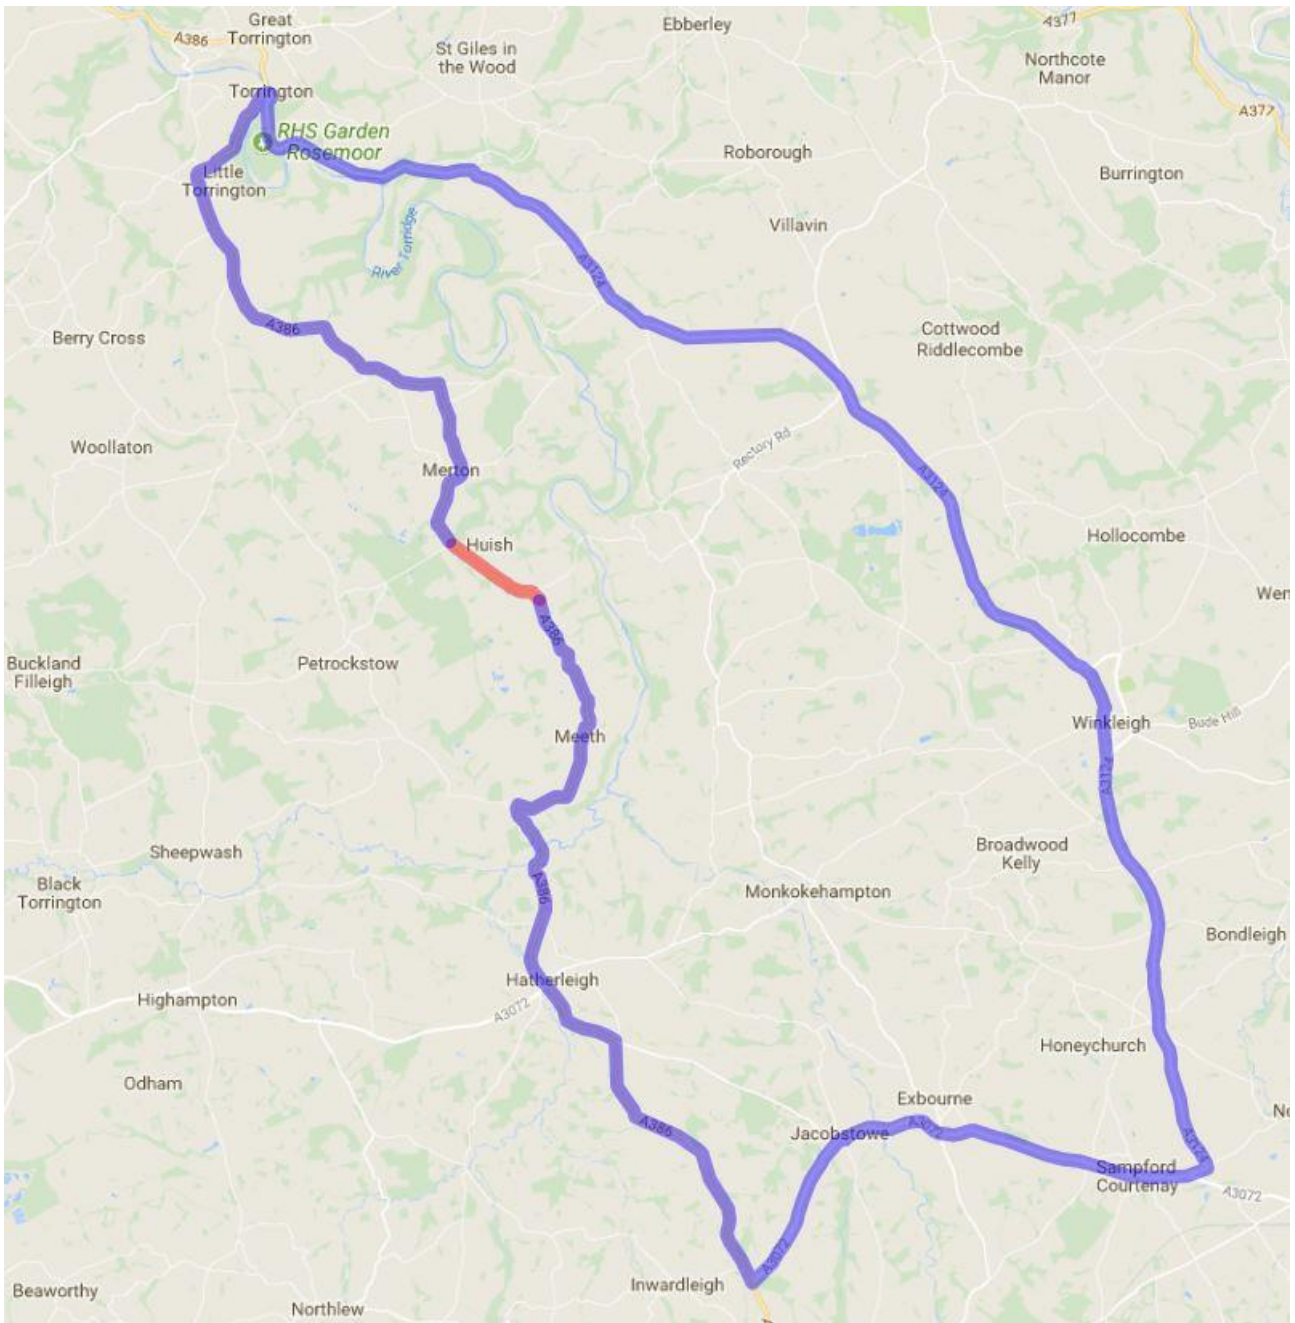 Great
Torrington
Ebberley
A377
A386
St Giles in
the Wood
Northcote
Manor
Torrington
A377
RHS Garden
Rosemoor
Roborough
Little
Torrington
Burrington
Villavin
River Torridge
A3124
A386
Berry Cross
Cottwood
Riddlecombe
Woollaton
Rectory Rd
Merton
A3124
Huish
Hollocombe
Wen
A386
Buckland
Filleigh
Petrockstow
Winkleigh
Bude Hill
Meeth
A3124
Sheepwash
Broadwood
Kelly
Black
Torrington
A386
Monkokehampton
Bondleigh
Hatherleigh
Highampton
A3072
Honeychurch
Odham
Exbourne
A386
A3072
Jacobstowe
A3124
Sampford
Courtenay
A3072
A3072
Inwardleigh
Beaworthy
Northlew